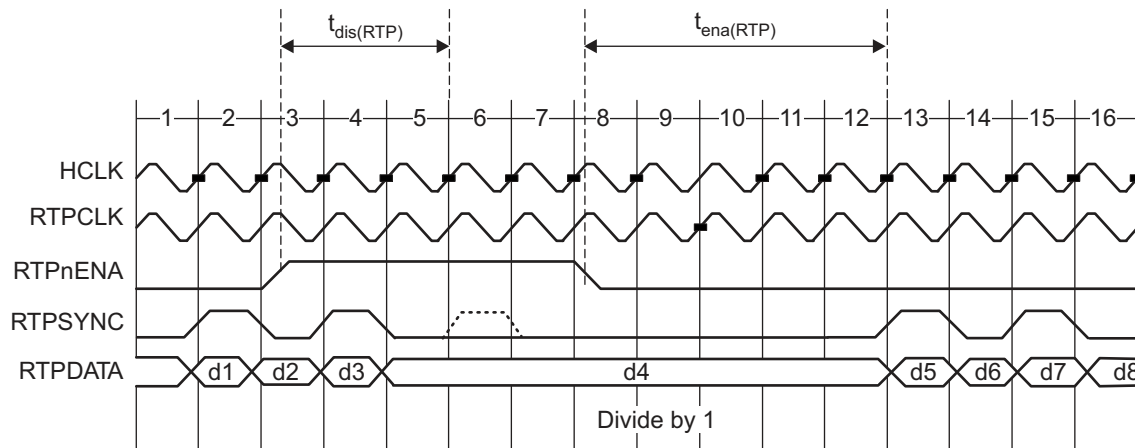 tdis(RTP)
tena(RTP)
1 2 3 4 5 6 7 8 9 10 11 12 13 14 15 16
HCLK
RTPCLK
RTPnENA
RTPSYNC
RTPDATA
d1 d2 d3 d4 d5 d6 d7 d8
Divide by 1